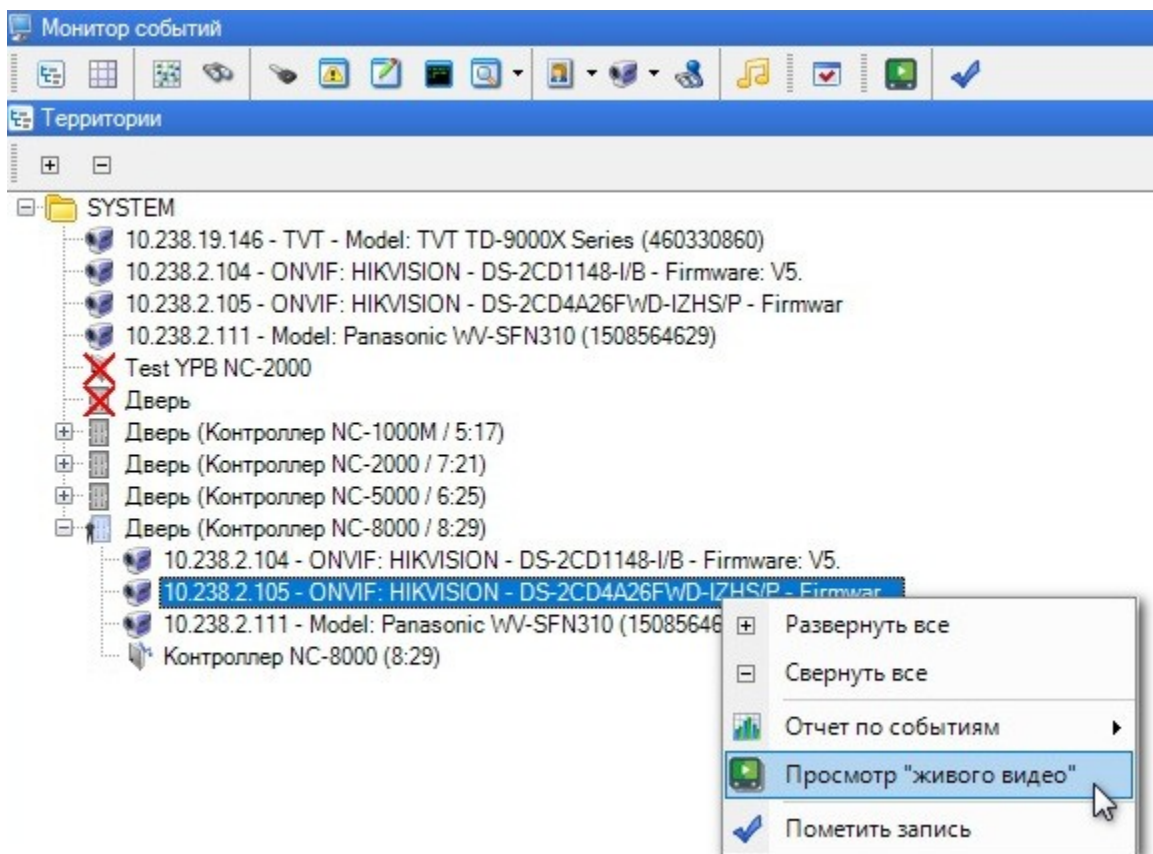 Монитор событий
Территории
SYSTEM
10.238.19.146 - TVT - Model: TVT TD-9000X Series (460330860)
10.238.2.104 - ONVIF: HIKVISION - DS-2CD1148-I/B - Firmware: V5.
10.238.2.105 - ONVIF: HIKVISION - DS-2CD4A26FWD-IZHS/P - Firmwar
10.238.2.111 - Model: Panasonic WV-SFN310 (1508564629)
Test YPB NC-2000
Дверь
Дверь (Контроллер NC-1000M / 5:17)
Дверь (Контроллер NC-2000 / 7:21)
Дверь (Контроллер NC-5000 / 6:25)
Дверь (Контроллер NC-8000 / 8:29)
10.238.2.104 - ONVIF: HIKVISION - DS-2CD1148-I/B - Firmware: V5.
10.238.2.105 - ONVIF: HIKVISION - DS-2CD4A26FWD-IZHS/P - Firmwar
10.238.2.111 - Model: Panasonic WV-SFN310 (15085646
Контроллер NC-8000 (8:29)
Развернуть все
Свернуть все
Отчет по событиям
Просмотр "живого видео"
Пометить запись